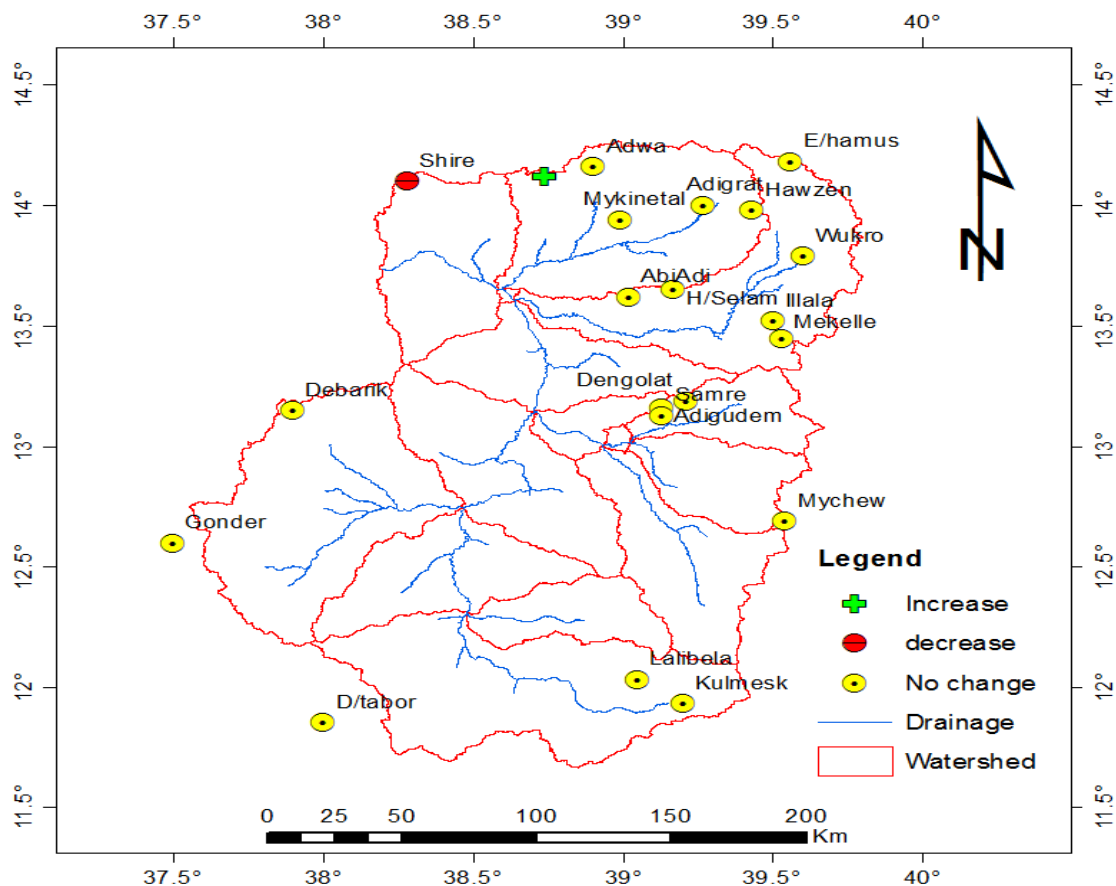 37.5° 38° 38.5° 39° 39.5° 40°
14.5° 14.5°
E/hamus
Adwa
Shire
Adigrat Hawzen
Mykinetal
14° 14°
Wukro
AbiAdi
H/Selam Illala
Mekelle
13.5° 13.5°
Dengolat
Debarik Samre
Adigudem
13° 13°
Mychew
Gonder
12.5° 12.5°
Legend
Increase
decrease
Lalibela
No change
Kulmesk
12° 12°
D/tabor
Drainage
Watershed
11.5° 11.5°
0 25 50 100 150 200
Km
37.5° 38° 38.5° 39° 39.5° 40°
N